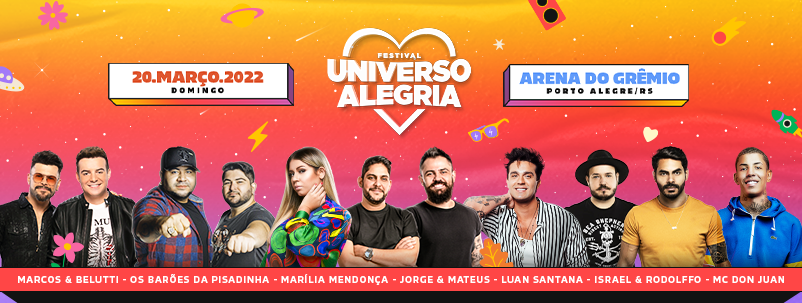 FESTIVAL
UNIVERSO
ALEGRIA
20.MARÇO.2022
DOMINGO
ARENA DO GRÊMIO
PORTO ALEGRE/RS
MARCOS & BELUTTI - OS BARÕES DA PISADINHA - MARÍLIA MENDONÇA - JORGE & MATEUS - LUAN SANTANA - ISRAEL & RODOLFFO - MC DON JUAN